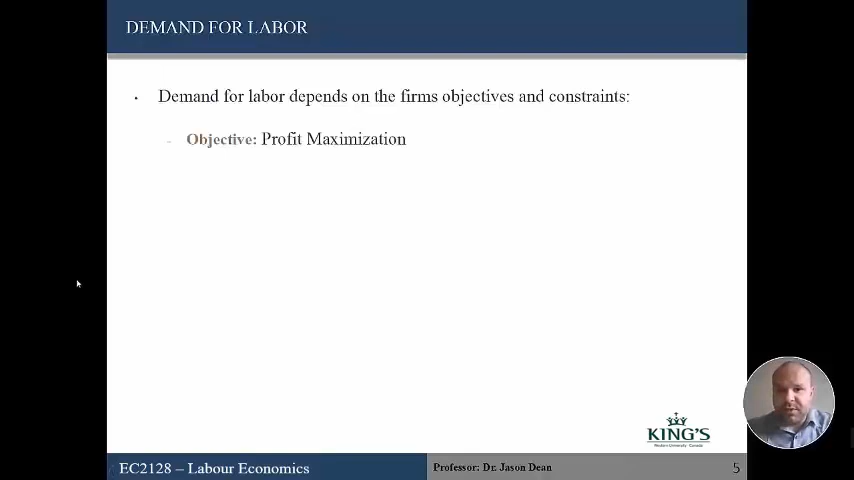 DEMAND FOR LABOR
Demand for labor depends on the firms objectives and constraints:
Objective: Profit Maximization
KING'S
Western University Canada
EC2128 – Labour Economics
Professor: Dr. Jason Dean
5